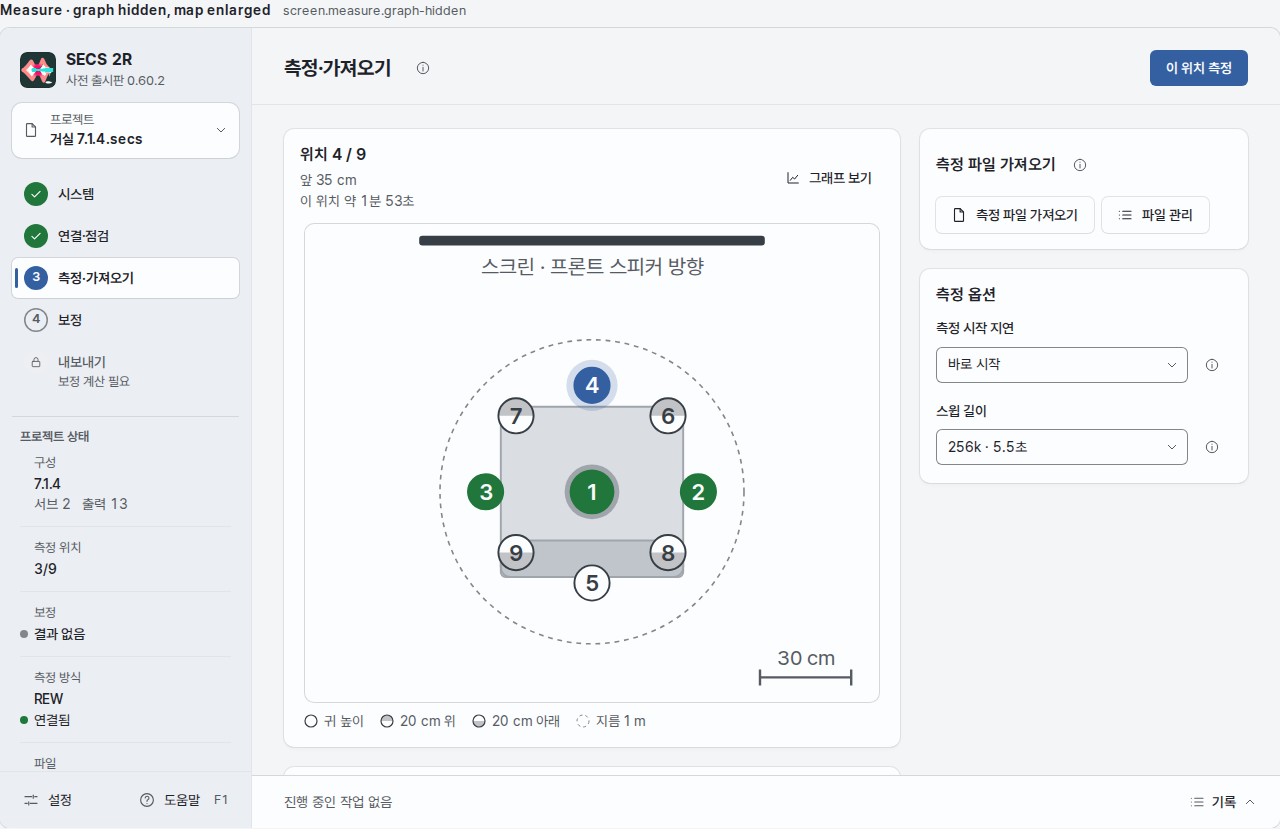 Measure · graph hidden, map enlarged screen.measure.graph-hidden
SECS 2R
사전 출시판 0.60.2
프로젝트
거실 7.1.4.secs
시스템
연결·점검
3 측정·가져오기
4 보정
내보내기
보정 계산 필요
프로젝트 상태
구성
7.1.4
서브 2 출력 13
측정 위치
3/9
보정
결과 없음
측정 방식
REW
연결됨
파일
설정
도움말 F1
측정·가져오기
이 위치 측정
위치 4 / 9
앞 35 cm
이 위치 약 1분 53초
그래프 보기
스크린 · 프론트 스피커 방향
4
7
6
3
1
2
9
8
5
30 cm
귀 높이
20 cm 위
20 cm 아래
지름 1 m
측정 파일 가져오기
측정 파일 가져오기
파일 관리
측정 옵션
측정 시작 지연
바로 시작
스윕 길이
256k · 5.5초
진행 중인 작업 없음
기록